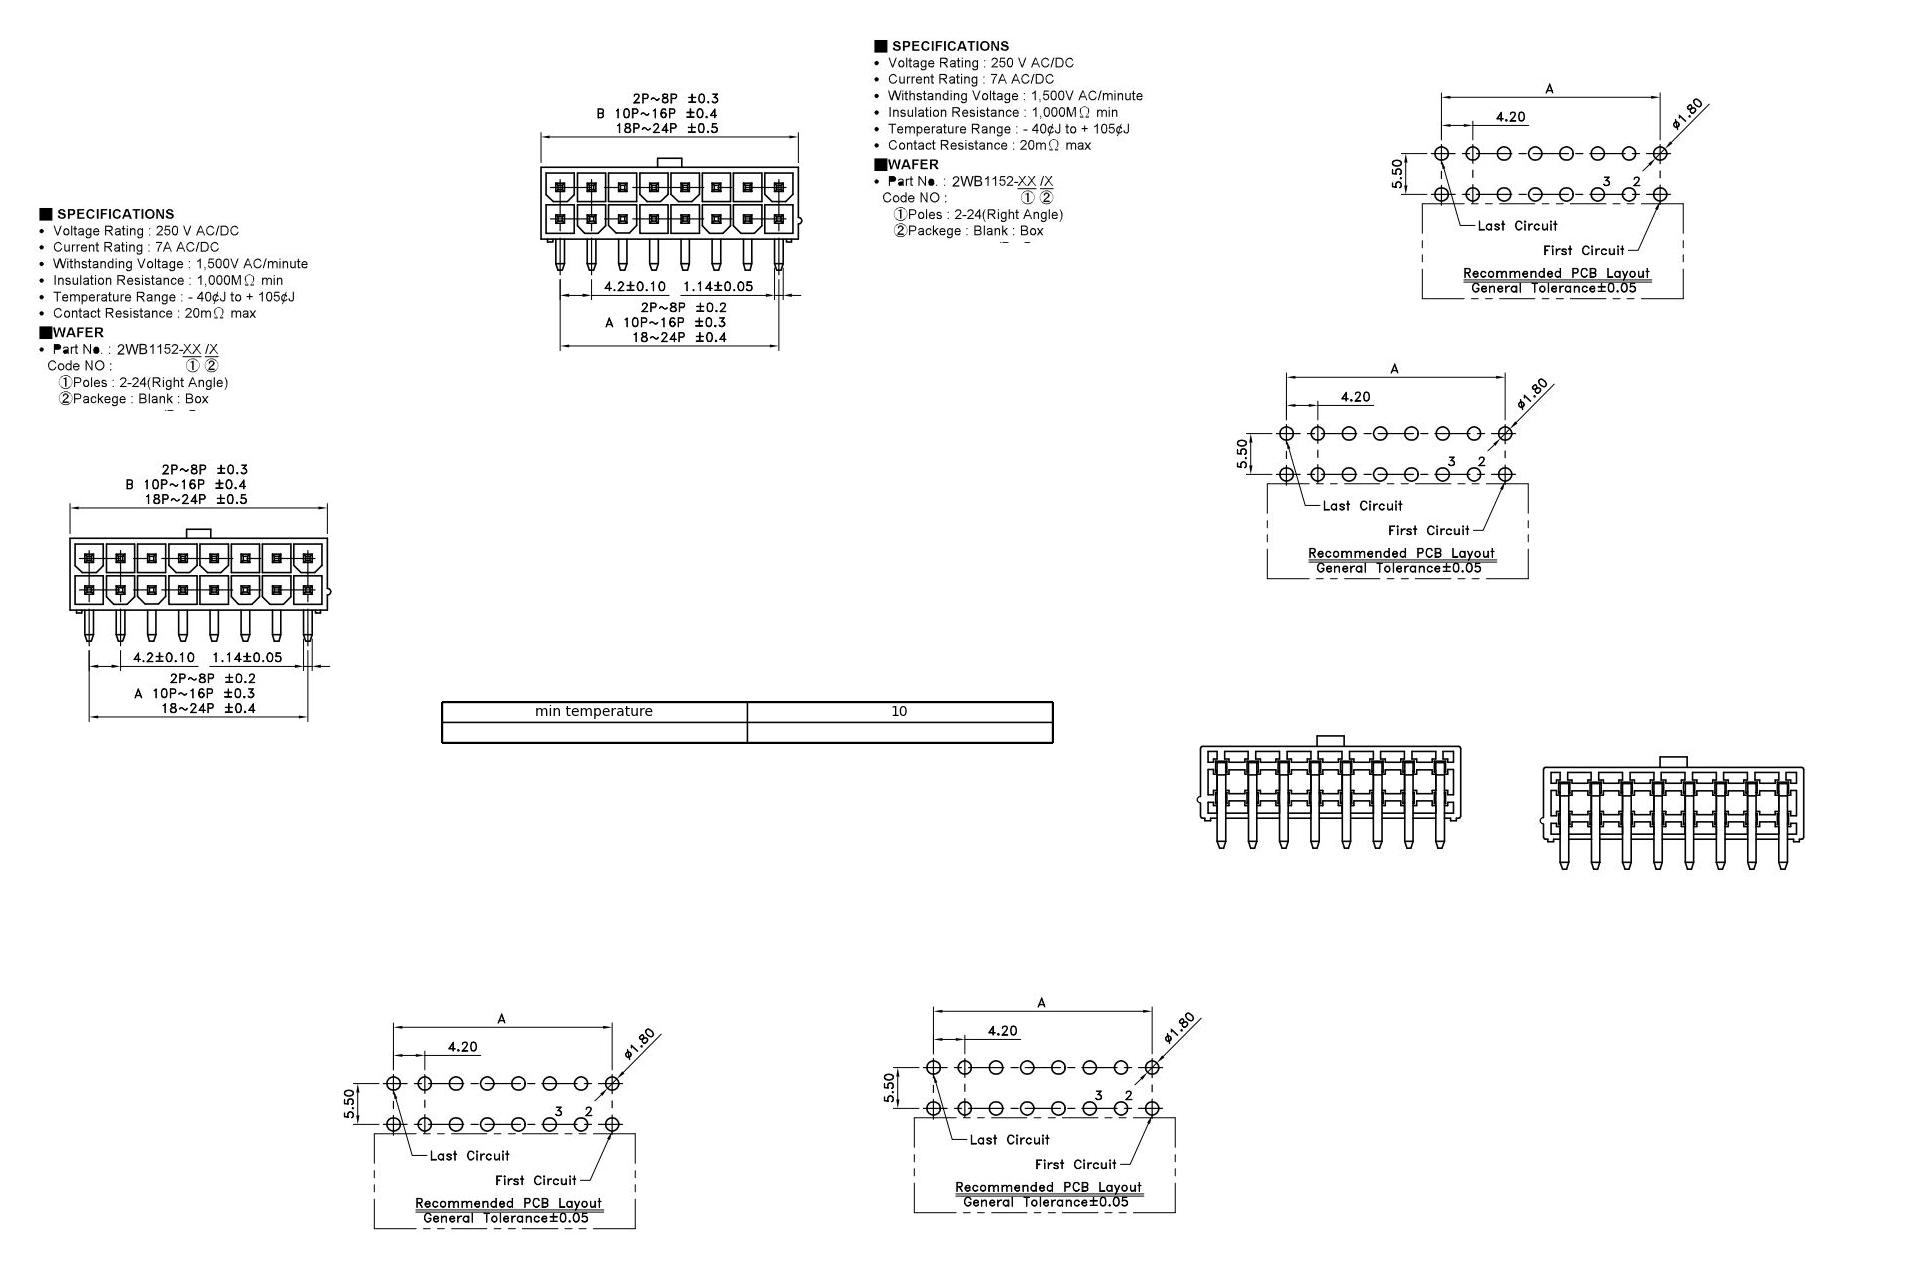 ■ SPECIFICATIONS
• Voltage Rating : 250 V AC/DC
• Current Rating : 7A AC/DC
• Withstanding Voltage : 1,500V AC/minute
• Insulation Resistance : 1,000MΩ min
• Temperature Range : - 40¢J to + 105¢J
• Contact Resistance : 20mΩ max
■WAFER
• Part No. : 2WB1152-XX /X
Code NO : ① ②
①Poles : 2-24(Right Angle)
②Packege : Blank : Box
2P~8P ±0.3
B 10P~16P ±0.4
18P~24P ±0.5
4.2±0.10 1.14±0.05
2P~8P ±0.2
A 10P~16P ±0.3
18~24P ±0.4
■ SPECIFICATIONS
• Voltage Rating : 250 V AC/DC
• Current Rating : 7A AC/DC
• Withstanding Voltage : 1,500V AC/minute
• Insulation Resistance : 1,000MΩ min
• Temperature Range : - 40¢J to + 105¢J
• Contact Resistance : 20mΩ max
■WAFER
• Part No. : 2WB1152-XX /X
Code NO : ① ②
①Poles : 2-24(Right Angle)
②Packege : Blank : Box
A
4.20
ø1.80
5.50
3 2
Last Circuit
First Circuit
Recommended PCB Layout
General Tolerance±0.05
A
4.20
ø1.80
5.50
3 2
Last Circuit
First Circuit
Recommended PCB Layout
General Tolerance±0.05
2P~8P ±0.3
B 10P~16P ±0.4
18P~24P ±0.5
4.2±0.10 1.14±0.05
2P~8P ±0.2
A 10P~16P ±0.3
18~24P ±0.4
min temperature 10
A
4.20
ø1.80
5.50
3 2
Last Circuit
First Circuit
Recommended PCB Layout
General Tolerance±0.05
A
4.20
ø1.80
5.50
3 2
Last Circuit
First Circuit
Recommended PCB Layout
General Tolerance±0.05